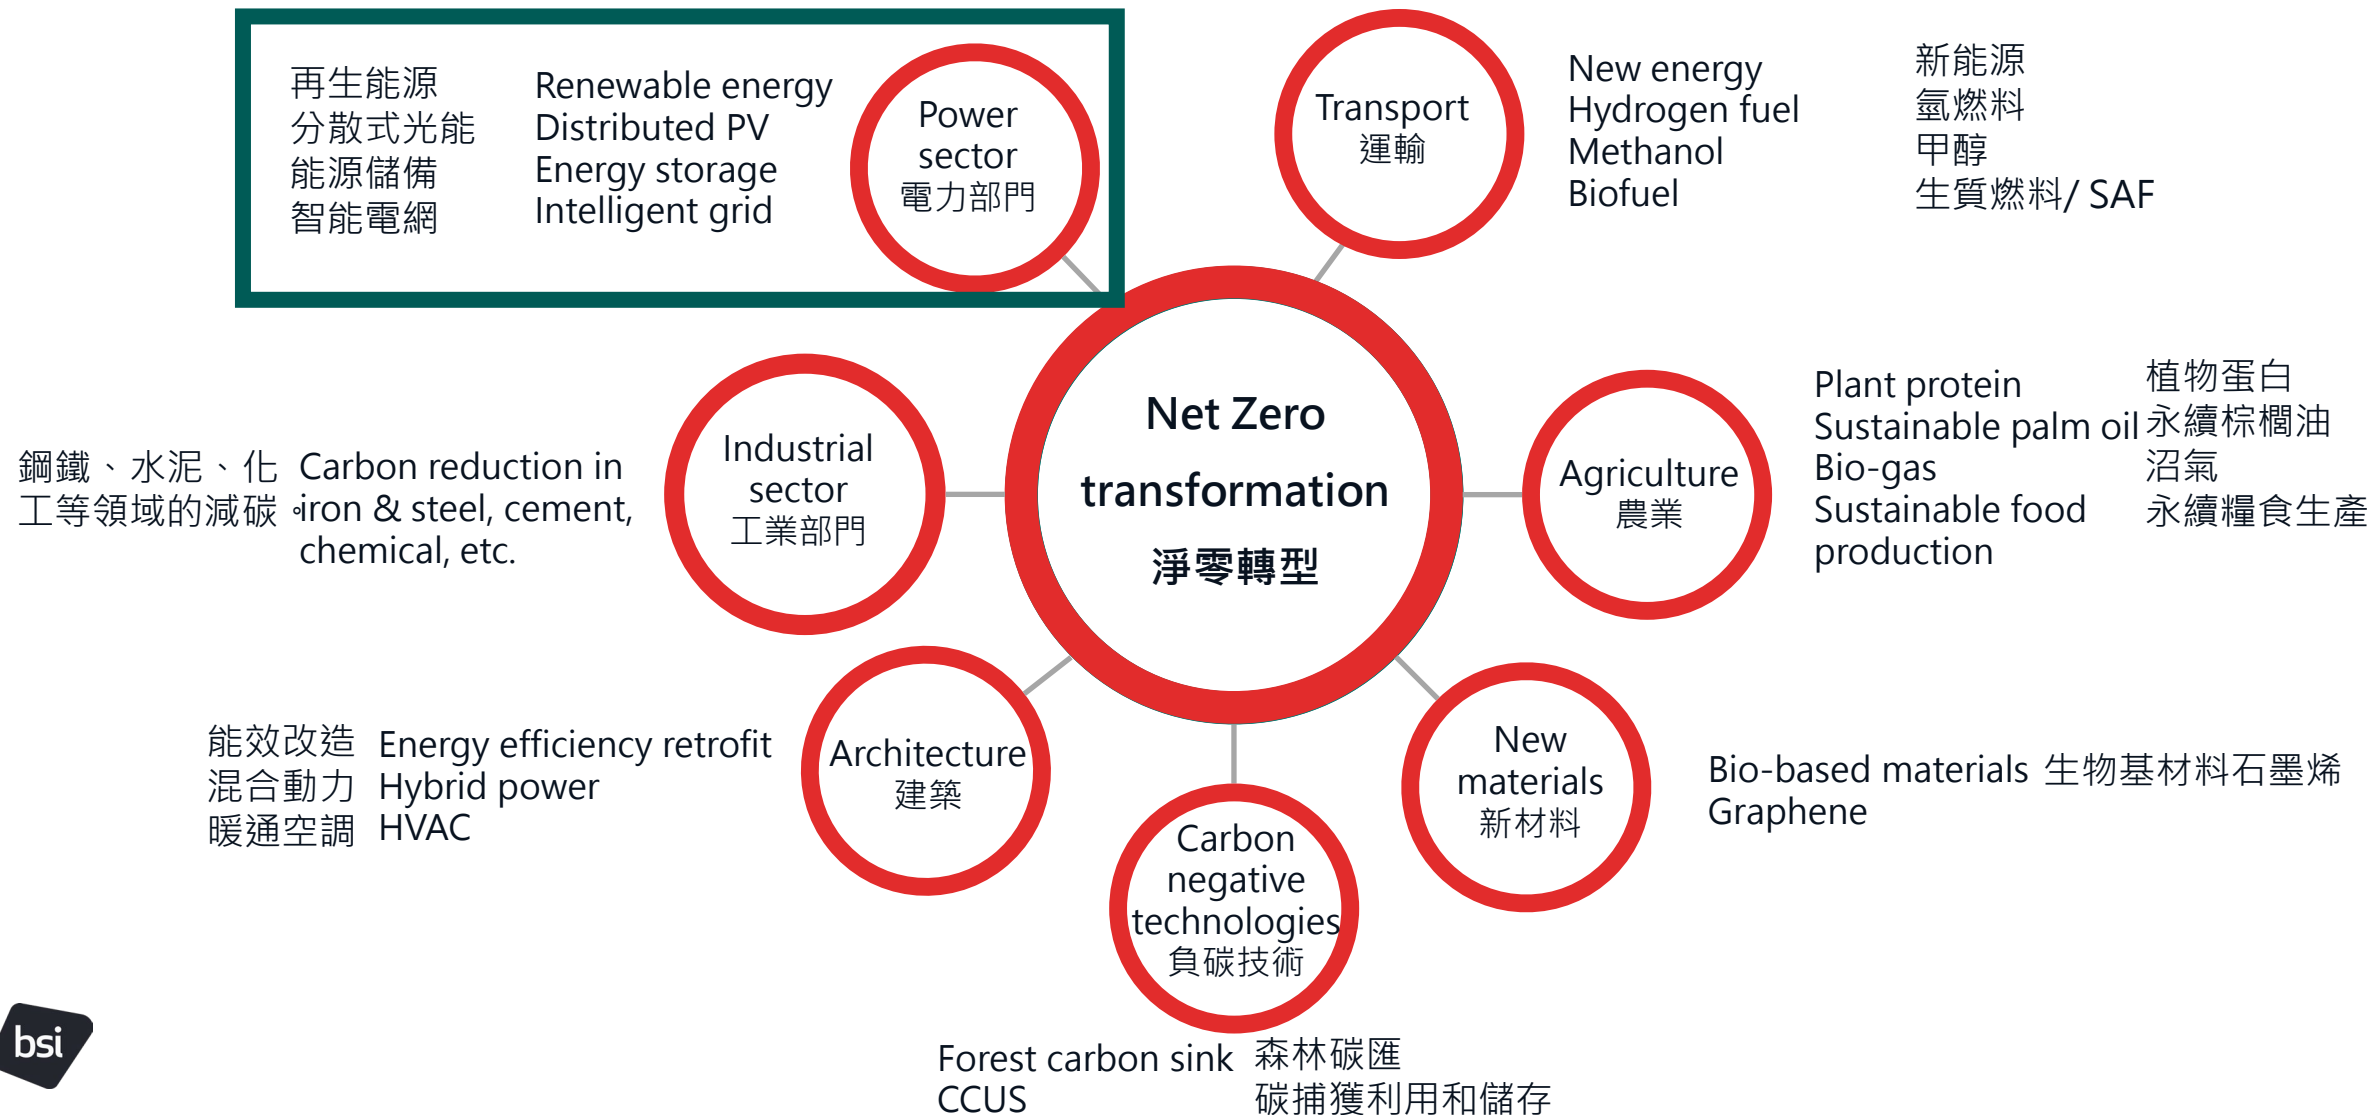 再生能源
分散式光能
能源儲備
智能電網
Renewable energy
Distributed PV
Energy storage
Intelligent grid
Power
sector
電力部門
Transport
運輸
New energy
Hydrogen fuel
Methanol
Biofuel
新能源
氫燃料
甲醇
生質燃料/ SAF
鋼鐵、水泥、化
工等領域的減碳。
Carbon reduction in
iron & steel, cement,
chemical, etc.
Industrial
sector
工業部門
Net Zero
transformation
淨零轉型
Agriculture
農業
Plant protein
Sustainable palm oil
Bio-gas
Sustainable food
production
植物蛋白
永續棕櫚油
沼氣
永續糧食生產
能效改造
混合動力
暖通空調
Energy efficiency retrofit
Hybrid power
HVAC
Architecture
建築
New
materials
新材料
Bio-based materials
Graphene
生物基材料石墨烯
Carbon
negative
technologies
負碳技術
Forest carbon sink
CCUS
森林碳匯
碳捕獲利用和儲存
bsi